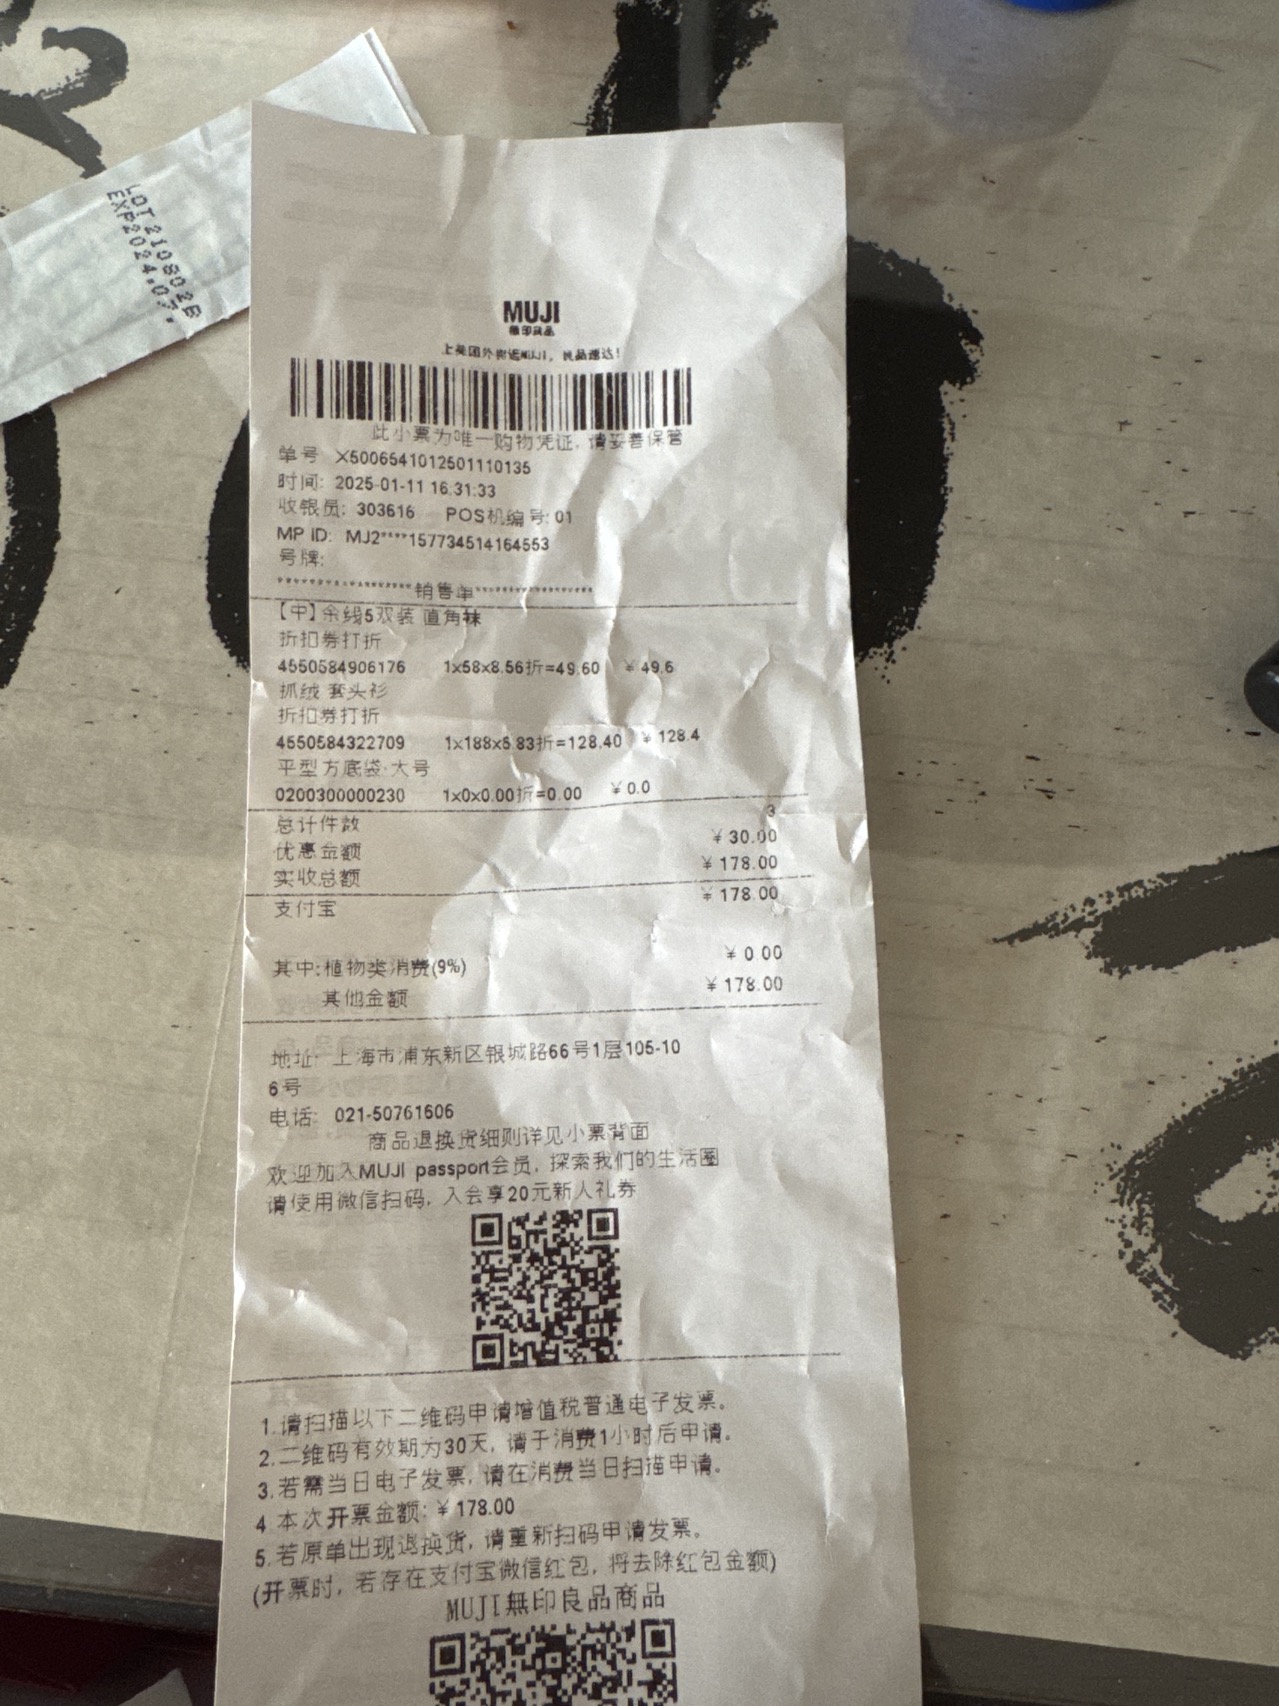 LOT 210802B
EXP2024.07.
MUJI
無印良品
上美团外卖逛MUJI，良品速达！
此小票为唯一购物凭证，请妥善保管
单号 X5006541012501110135
时间: 2025-01-11 16:31:33
收银员: 303616 POS机编号: 01
MP ID: MJ2****157734514164553
号牌:
销售单
【中】余线5双装 直角袜
折扣券打折
4550584906176 1x58x8.56折=49.60 ￥49.6
抓绒 套头衫
折扣券打折
4550584322709 1x188x6.83折=128.40 ￥128.4
平型方底袋·大号
0200300000230 1x0x0.00折=0.00 ￥0.0
总计件数 3
优惠金额 ￥30.00
实收总额 ￥178.00
支付宝 ￥178.00
其中:植物类消费(9%) ￥0.00
其他金额 ￥178.00
地址: 上海市浦东新区银城路66号1层105-10
6号
电话: 021-50761606
商品退换货细则详见小票背面
欢迎加入MUJI passport会员，探索我们的生活圈
请使用微信扫码，入会享20元新人礼券
1.请扫描以下二维码申请增值税普通电子发票。
2.二维码有效期为30天，请于消费1小时后申请。
3.若需当日电子发票，请在消费当日扫描申请。
4 本次开票金额: ￥178.00
5.若原单出现退换货，请重新扫码申请发票。
(开票时，若存在支付宝微信红包，将去除红包金额)
MUJI無印良品商品